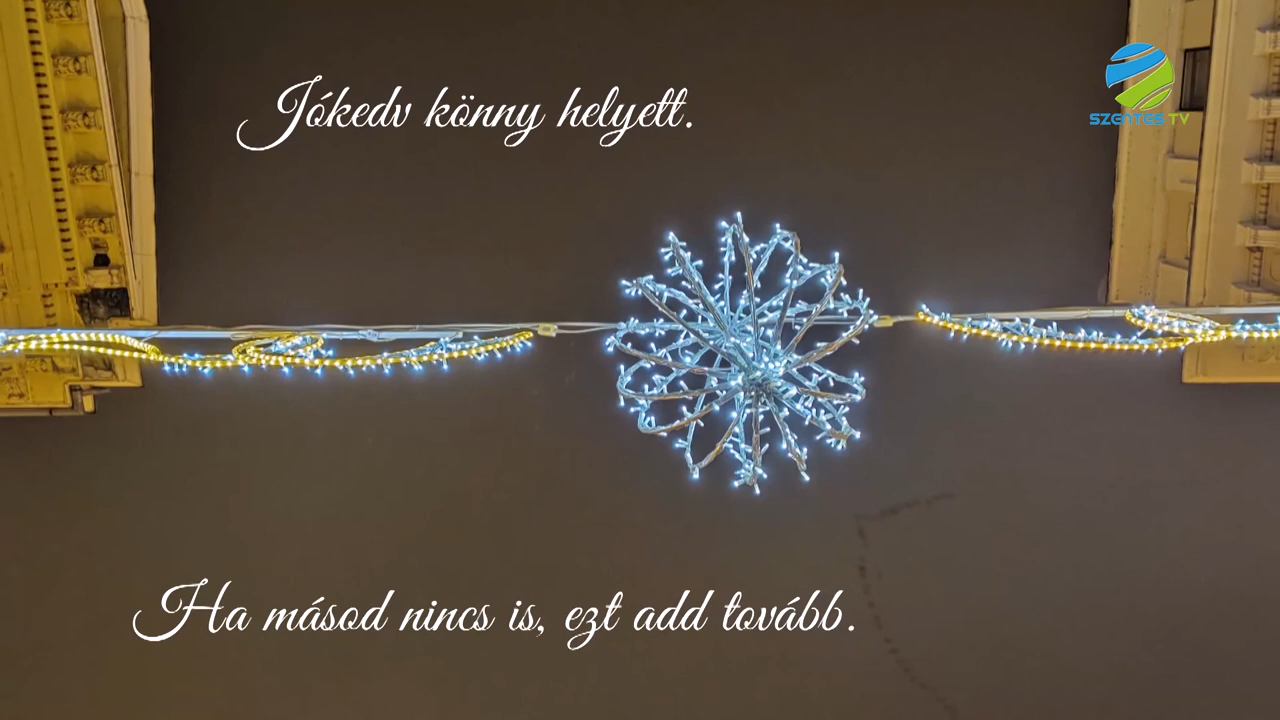 Jókedv könny helyett.
SZENTES TV
Ha másod nincs is, ezt add tovább.